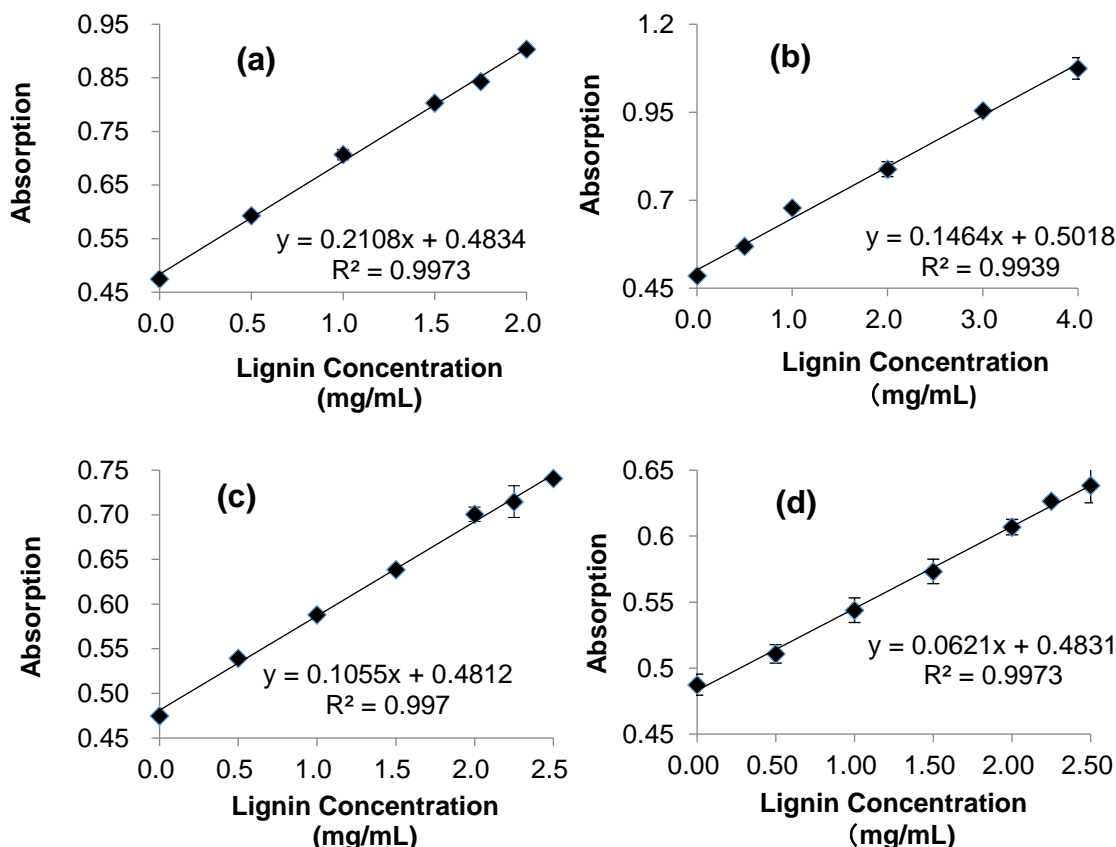 (a)
Absorption
0.95
0.85
0.75
0.65
0.55
0.45
y = 0.2108x + 0.4834
R² = 0.9973
0.0 0.5 1.0 1.5 2.0
Lignin Concentration
(mg/mL)
(b)
Absorption
1.2
0.95
0.7
0.45
y = 0.1464x + 0.5018
R² = 0.9939
0.0 1.0 2.0 3.0 4.0
Lignin Concentration
（mg/mL)
(c)
Absorption
0.75
0.70
0.65
0.60
0.55
0.50
0.45
y = 0.1055x + 0.4812
R² = 0.997
0.0 0.5 1.0 1.5 2.0 2.5
Lignin Concentration
(mg/mL)
(d)
Absorption
0.65
0.6
0.55
0.5
0.45
y = 0.0621x + 0.4831
R² = 0.9973
0.00 0.50 1.00 1.50 2.00 2.50
Lignin Concentration
（mg/mL)